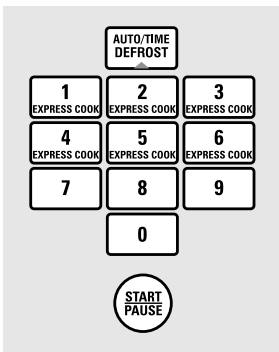 AUTO/TIME
DEFROST
1 2 3
EXPRESS COOK EXPRESS COOK EXPRESS COOK
4 5 6
EXPRESS COOK EXPRESS COOK EXPRESS COOK
7 8 9
0
START
PAUSE